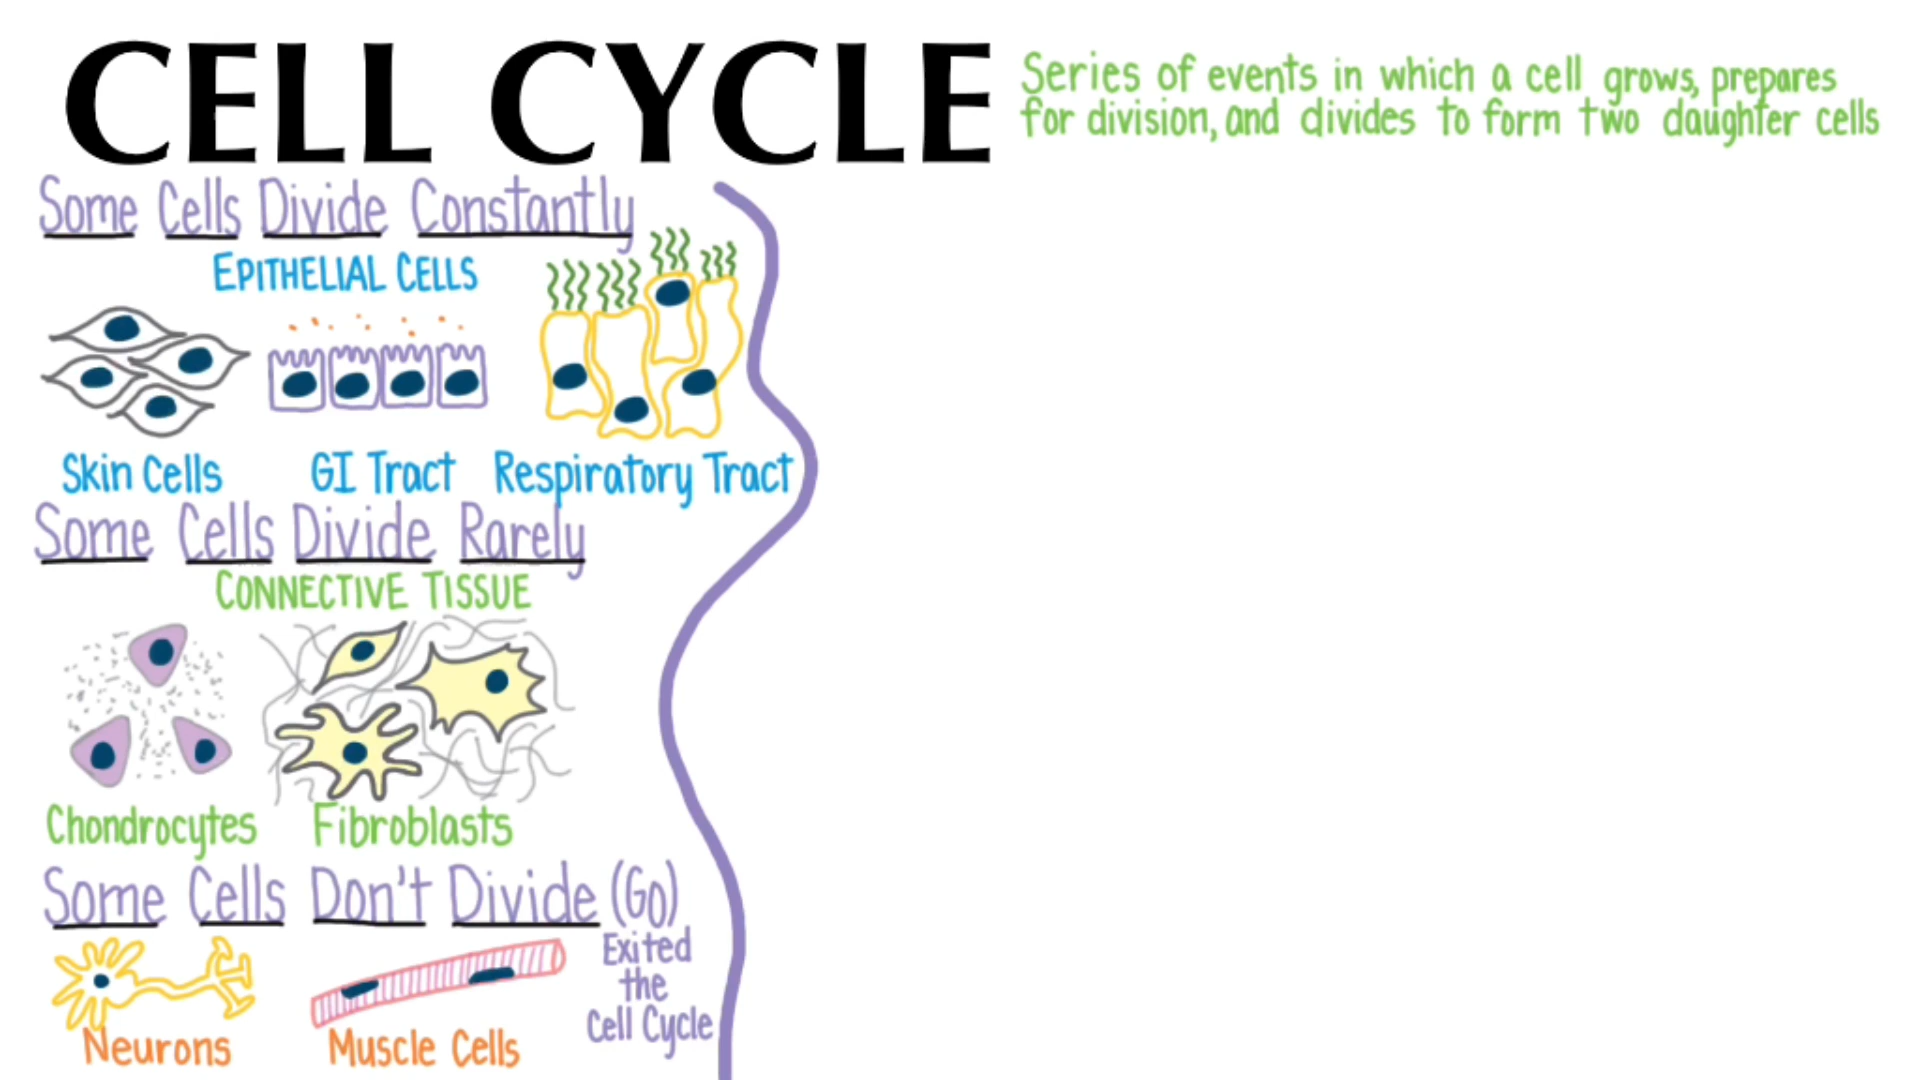 CELL CYCLE
Series of events in which a cell grows, prepares
for division, and divides to form two daughter cells
Some Cells Divide Constantly
EPITHELIAL CELLS
Skin Cells GI Tract Respiratory Tract
Some Cells Divide Rarely
CONNECTIVE TISSUE
Chondrocytes Fibroblasts
Some Cells Don't Divide (G0)
Exited
the
Cell Cycle
Neurons Muscle Cells